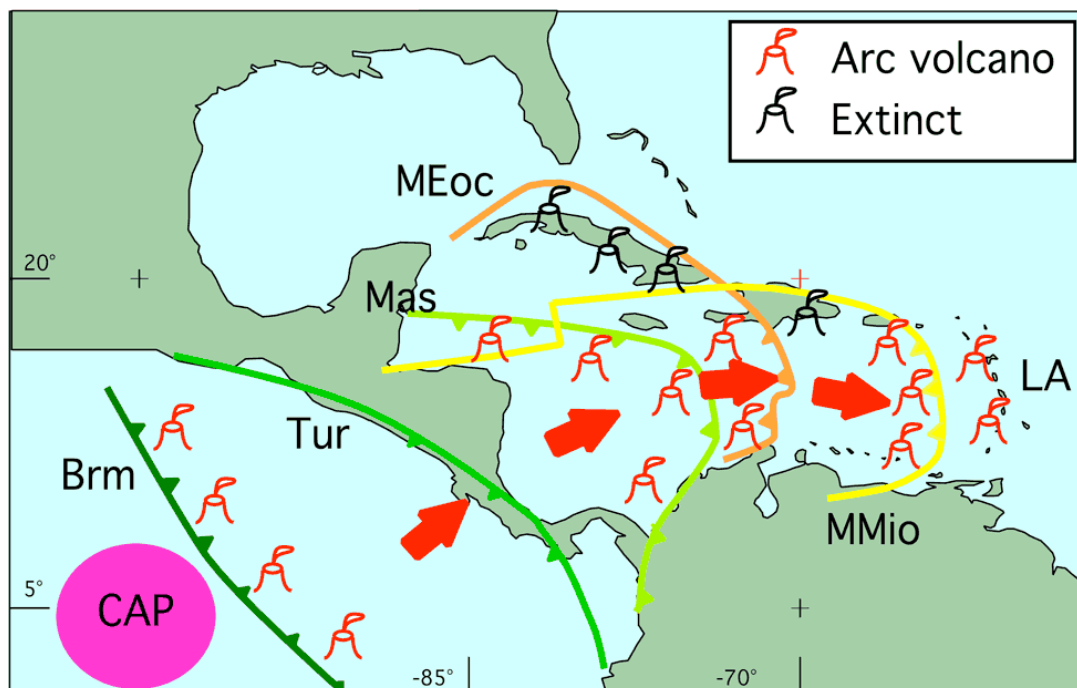 Arc volcano
Extinct
MEoc
20°
Mas
LA
Tur
Brm
MMio
5°
CAP
-85°
-70°